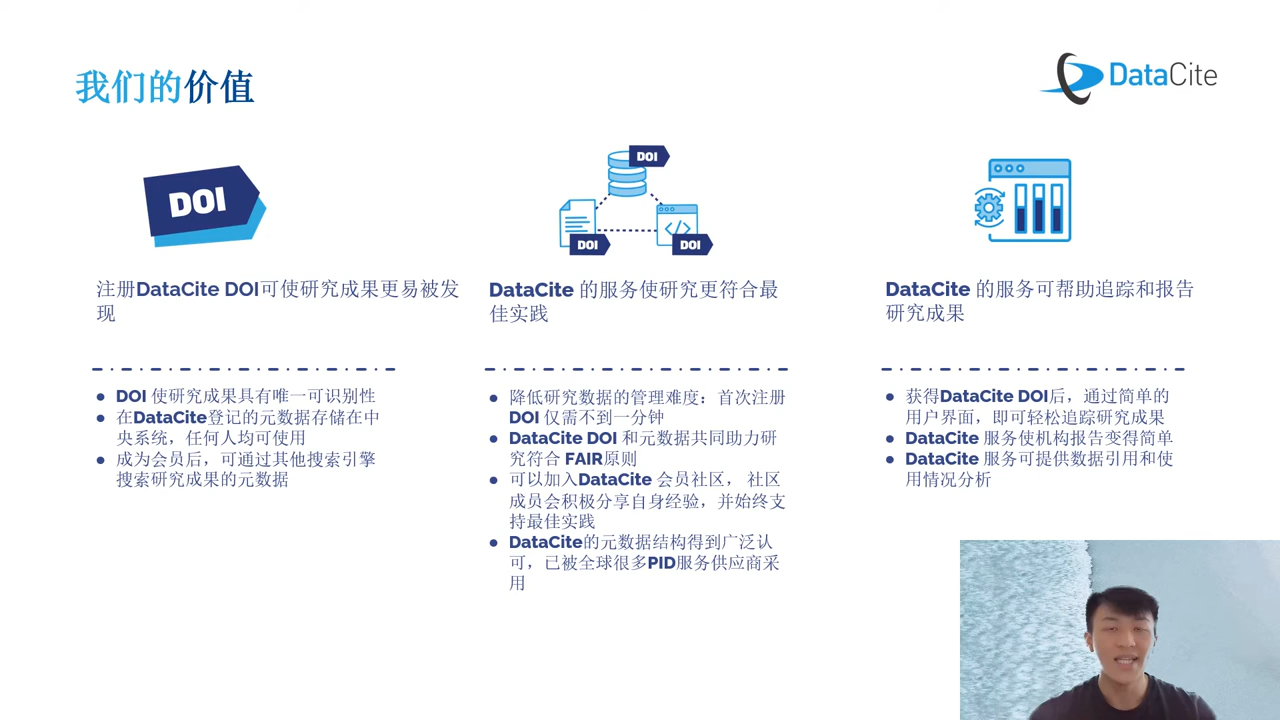 我们的价值
DataCite
DOI
DOI
DOI
DOI
注册DataCite DOI可使研究成果更易被发
现
DOI 使研究成果具有唯一可识别性
在DataCite登记的元数据存储在中
央系统，任何人均可使用
成为会员后，可通过其他搜索引擎
搜索研究成果的元数据
DataCite 的服务使研究更符合最
佳实践
降低研究数据的管理难度：首次注册
DOI 仅需不到一分钟
DataCite DOI 和元数据共同助力研
究符合 FAIR原则
可以加入DataCite 会员社区， 社区
成员会积极分享自身经验，并始终支
持最佳实践
DataCite的元数据结构得到广泛认
可，已被全球很多PID服务供应商采
用
DataCite 的服务可帮助追踪和报告
研究成果
获得DataCite DOI后，通过简单的
用户界面，即可轻松追踪研究成果
DataCite 服务使机构报告变得简单
DataCite 服务可提供数据引用和使
用情况分析